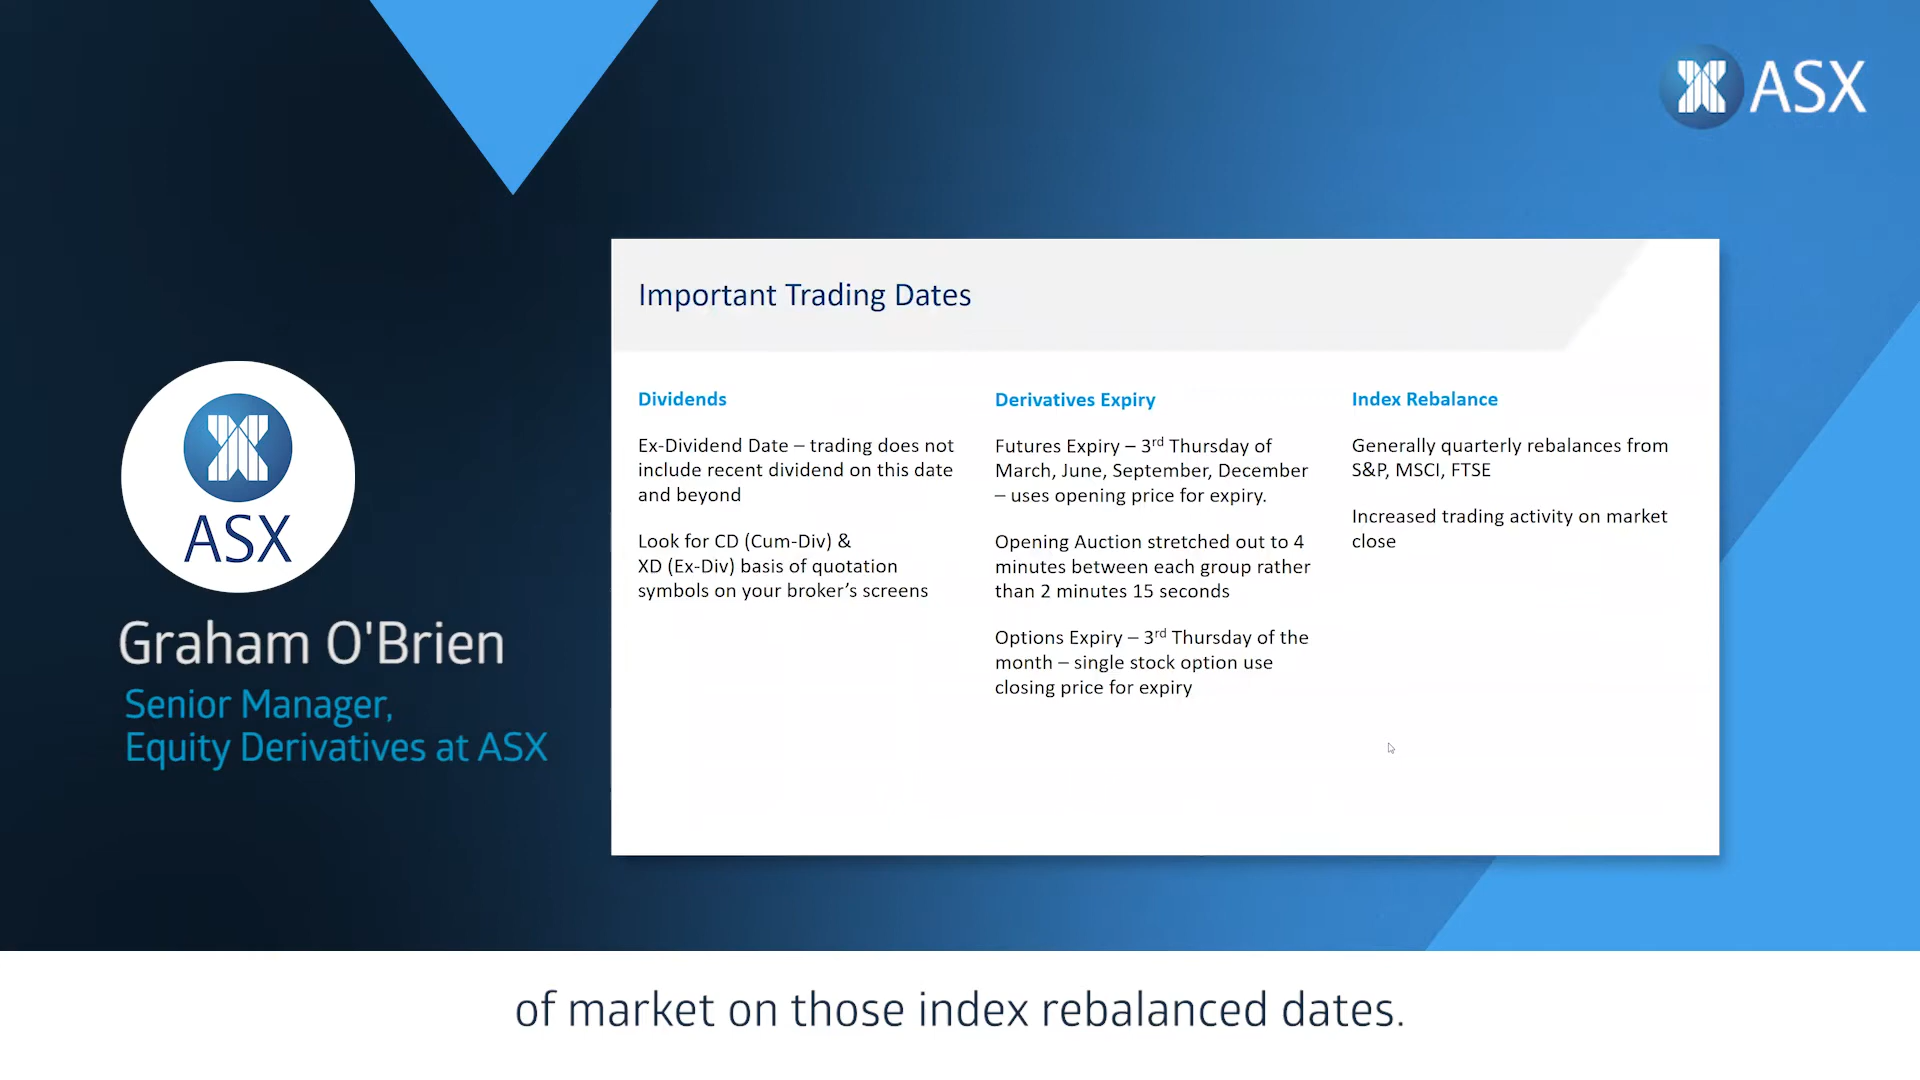 ASX
Important Trading Dates
Dividends
Ex-Dividend Date – trading does not
include recent dividend on this date
and beyond
Look for CD (Cum-Div) &
XD (Ex-Div) basis of quotation
symbols on your broker’s screens
Derivatives Expiry
Futures Expiry – 3rd Thursday of
March, June, September, December
– uses opening price for expiry.
Opening Auction stretched out to 4
minutes between each group rather
than 2 minutes 15 seconds
Options Expiry – 3rd Thursday of the
month – single stock option use
closing price for expiry
Index Rebalance
Generally quarterly rebalances from
S&P, MSCI, FTSE
Increased trading activity on market
close
ASX
Graham O'Brien
Senior Manager,
Equity Derivatives at ASX
of market on those index rebalanced dates.